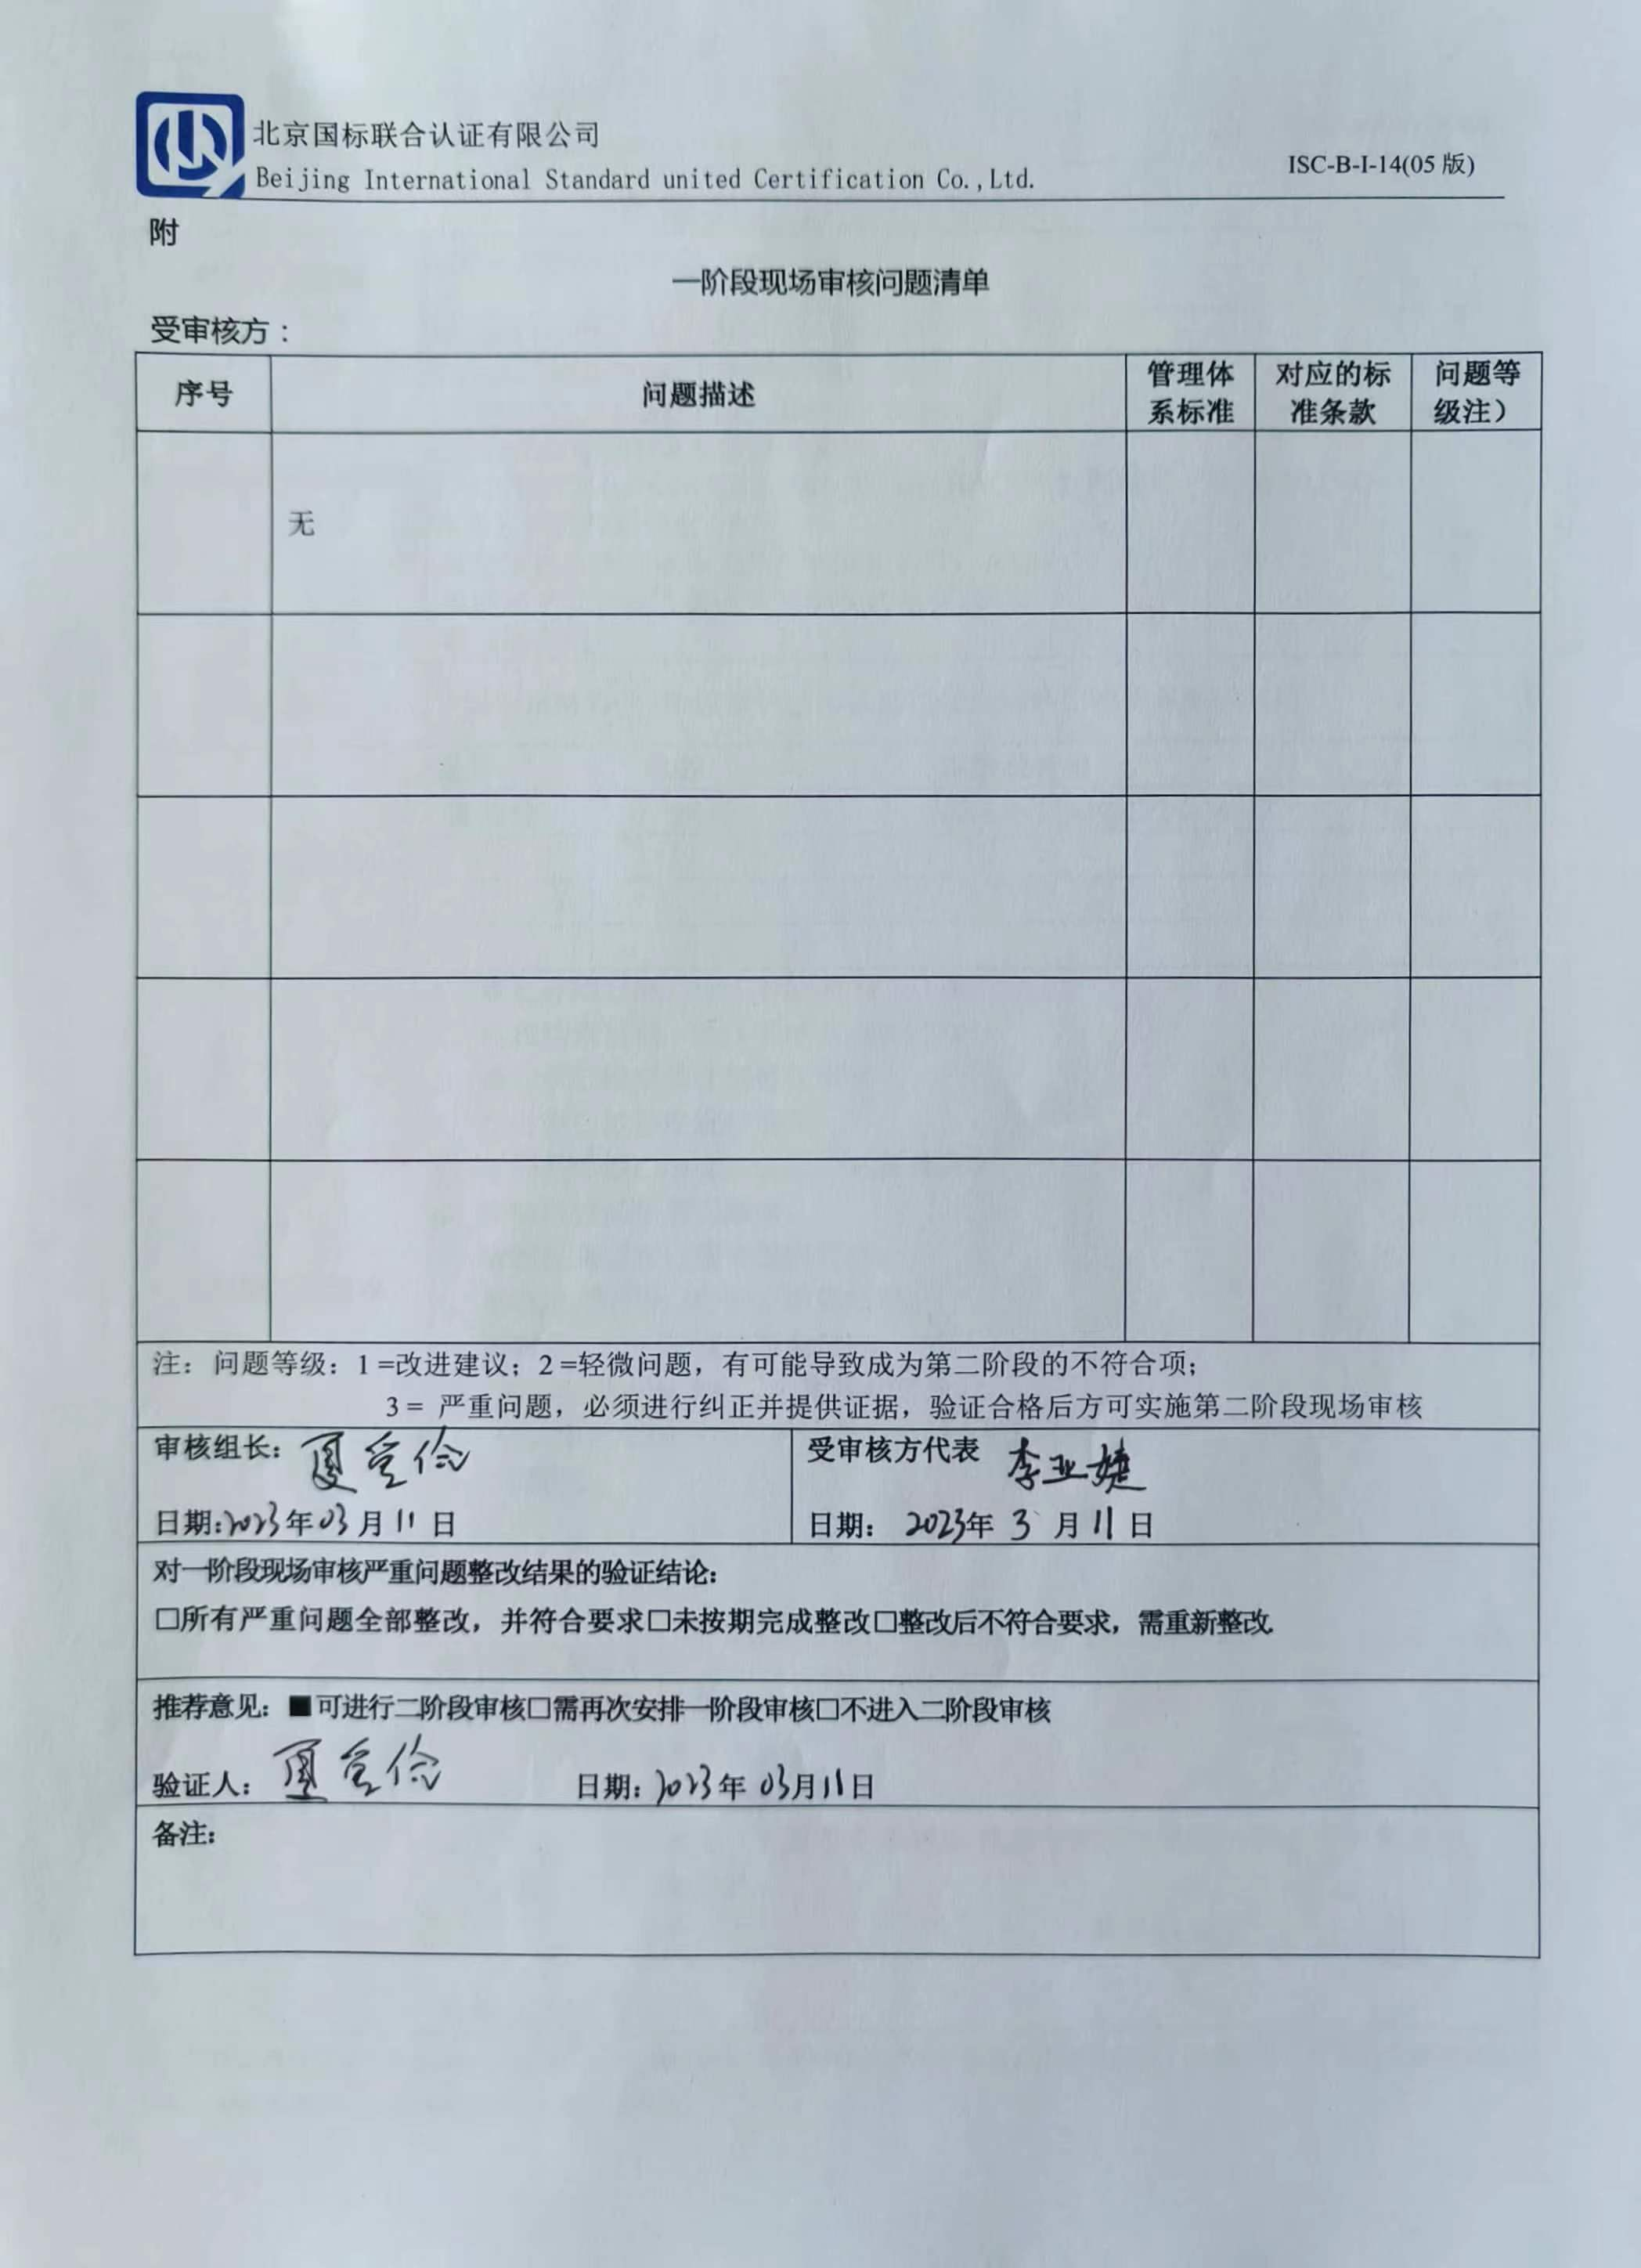 北京国标联合认证有限公司
Beijing International Standard united Certification Co.,Ltd.
ISC-B-I-14(05 版)
附
一阶段现场审核问题清单
受审核方：
序号 问题描述 管理体系标准 对应的标准条款 问题等级注）
无
注：问题等级：1 =改进建议；2 =轻微问题，有可能导致成为第二阶段的不符合项；
3 = 严重问题，必须进行纠正并提供证据，验证合格后方可实施第二阶段现场审核
审核组长： 受审核方代表 李亚婕
日期:2023年03月11日 日期： 2023年 3 月11日
对一阶段现场审核严重问题整改结果的验证结论:
□所有严重问题全部整改，并符合要求□未按期完成整改□整改后不符合要求，需重新整改.
推荐意见：■可进行二阶段审核□需再次安排一阶段审核□不进入二阶段审核
验证人： 日期：2023年 03月11日
备注: